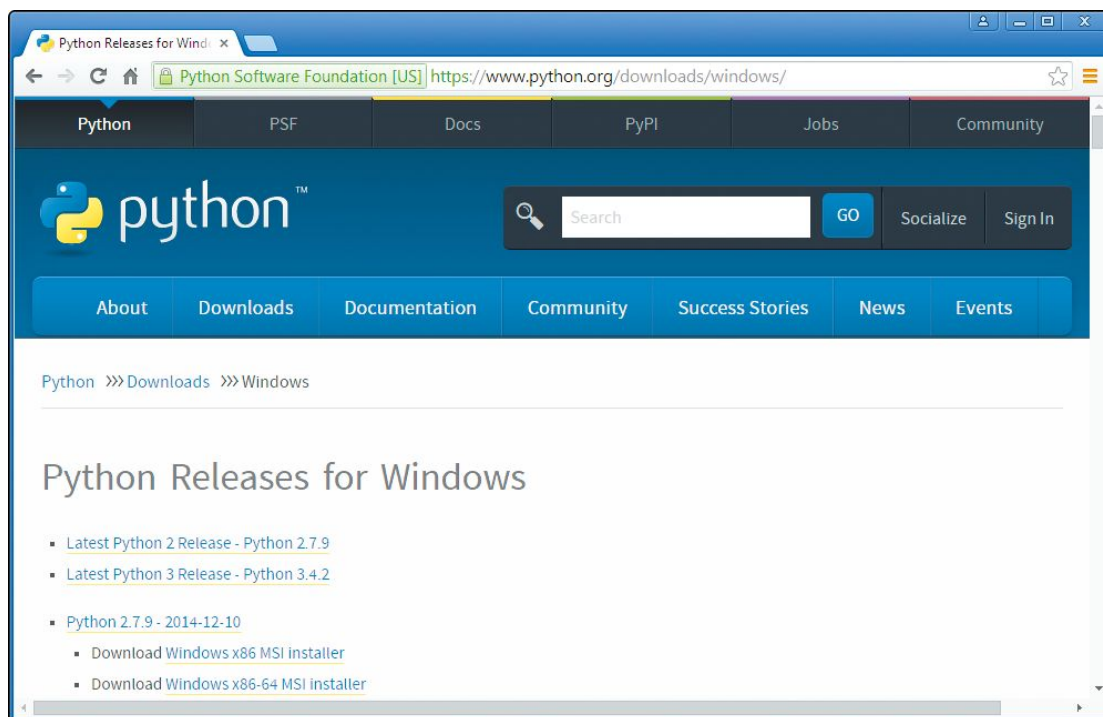 Python Releases for Wind
Python Software Foundation [US] https://www.python.org/downloads/windows/
Python PSF Docs PyPI Jobs Community
python™
Search GO Socialize Sign In
About Downloads Documentation Community Success Stories News Events
Python >>> Downloads >>> Windows
Python Releases for Windows
Latest Python 2 Release - Python 2.7.9
Latest Python 3 Release - Python 3.4.2
Python 2.7.9 - 2014-12-10
Download Windows x86 MSI installer
Download Windows x86-64 MSI installer